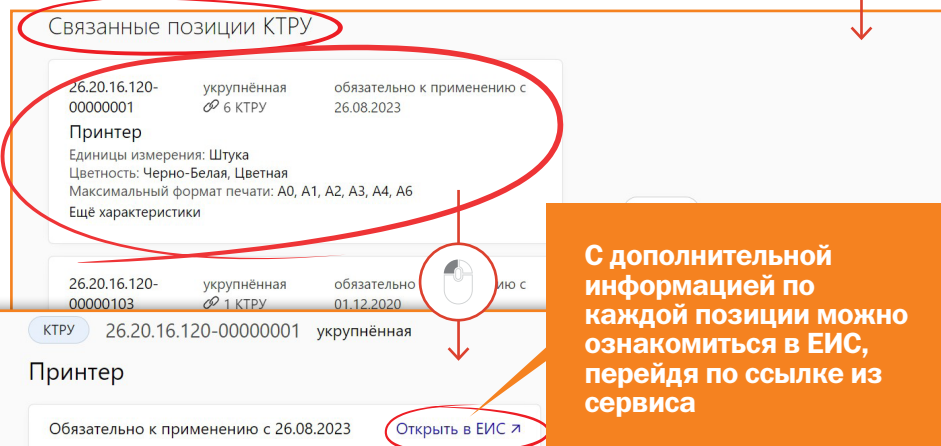 Связанные позиции КТРУ
26.20.16.120-
00000001
укрупнённая
6 КТРУ
обязательно к применению с
26.08.2023
Принтер
Единицы измерения: Штука
Цветность: Черно-Белая, Цветная
Максимальный формат печати: A0, A1, A2, A3, A4, A6
Ещё характеристики
26.20.16.120-
00000103
укрупнённая
1 КТРУ
обязательно ию с
01.12.2020
КТРУ 26.20.16.120-00000001 укрупнённая
Принтер
Обязательно к применению с 26.08.2023 Открыть в ЕИС ↗
С дополнительной
информацией по
каждой позиции можно
ознакомиться в ЕИС,
перейдя по ссылке из
сервиса